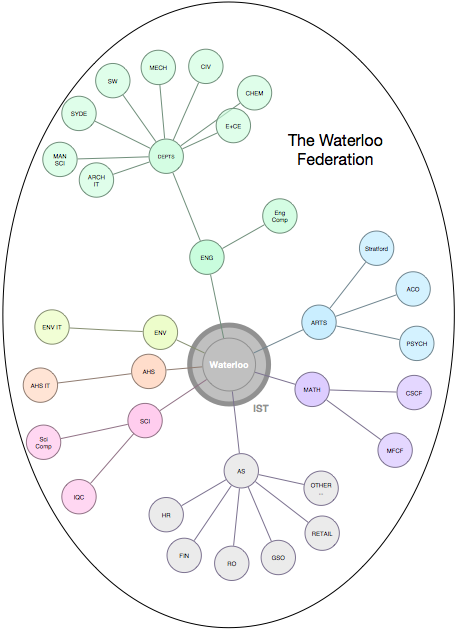 CIV
MECH
SW
CHEM
SYDE
E+CE
The Waterloo
Federation
DEPTS
MAN
SCI
ARCH
IT
Eng
Comp
Stratford
ENG
ACO
ARTS
ENV IT
ENV
PSYCH
Waterloo
AHS
AHS IT
MATH
CSCF
IST
SCI
Sci
Comp
MFCF
AS
OTHER
...
IQC
HR
RETAIL
FIN
GSO
RO